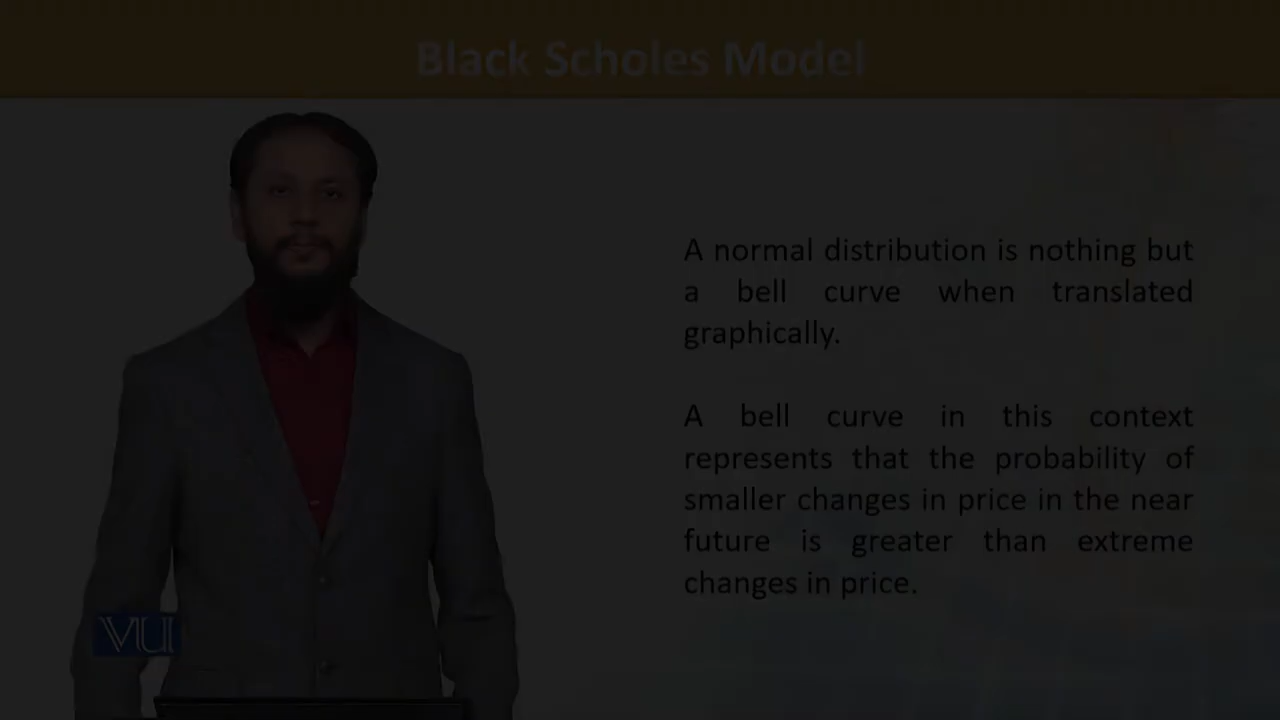 Black Scholes Model
A normal distribution is nothing but
a bell curve when translated
graphically.
A bell curve in this context
represents that the probability of
smaller changes in price in the near
future is greater than extreme
changes in price.
VU